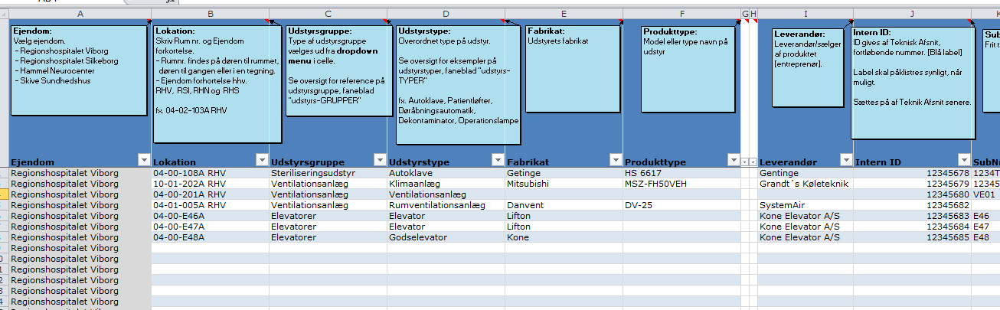 A B C D E F G H I J
Ejendom:
Vælg ejendom.
- Regionshospitalet Viborg
- Regionshospitalet Silkeborg
- Hammel Neurocenter
- Skive Sundhedshus
Lokation:
Skriv Rum nr. og Ejendom
forkortelse.
- Rumnr. findes på døren til rummet,
døren til gangen eller i en tegning.
- Ejendom forhortelse hhv.
RHV, RSI, RHN og RHS
fx. 04-02-103A RHV
Udstyrsgruppe:
Type af udstyrsgruppe
vælges ud fra dropdown
menu i celle.
Se oversigt for reference på
udstyrsgruppe, faneblad
"udstyrs-GRUPPER"
Udstyrstype:
Overordnet type på udstyr.
Se oversigt for eksempler på
udstyrstyper, faneblad "udstyrs-
TYPER"
fx. Autoklave, Patientløfter,
Døråbningsautomatik,
Dekontaminator, Operationslampe
Fabrikat:
Udstyrets fabrikat
Produkttype:
Model eller type navn på
udstyr
Leverandør:
Leverandør/sælger
af produktet
[entreprenør].
Intern ID:
ID gives af Teknisk Afsnit,
fortløbende nummer. [Blå label]
Label skal påklistres synligt, når
muligt.
Sættes på af Teknik Afsnit senere.
Sub
Frit t
Ejendom Lokation Udstyrsgruppe Udstyrstype Fabrikat Produkttype Leverandør Intern ID SubN
Regionshospitalet Viborg 04-00-108A RHV Steriliseringsudstyr Autoklave Getinge HS 6617 Gentinge 12345678 1234T
Regionshospitalet Viborg 10-01-202A RHV Ventilationsanlæg Klimaanlæg Mitsubishi MSZ-FH50VEH Grandt´s Køleteknik 12345679 12345
Regionshospitalet Viborg 04-00-201A RHV Ventilationsanlæg Ventilationsanlæg 12345680 VE01
Regionshospitalet Viborg 04-01-005A RHV Ventilationsanlæg Rumventilationsanlæg Danvent DV-25 SystemAir 12345682
Regionshospitalet Viborg 04-00-E46A Elevatorer Elevator Lifton Kone Elevator A/S 12345683 E46
Regionshospitalet Viborg 04-00-E47A Elevatorer Elevator Lifton Kone Elevator A/S 12345684 E47
Regionshospitalet Viborg 04-00-E48A Elevatorer Godselevator Kone Kone Elevator A/S 12345685 E48
Regionshospitalet Viborg
Regionshospitalet Viborg
Regionshospitalet Viborg
Regionshospitalet Viborg
Regionshospitalet Viborg
Regionshospitalet Viborg